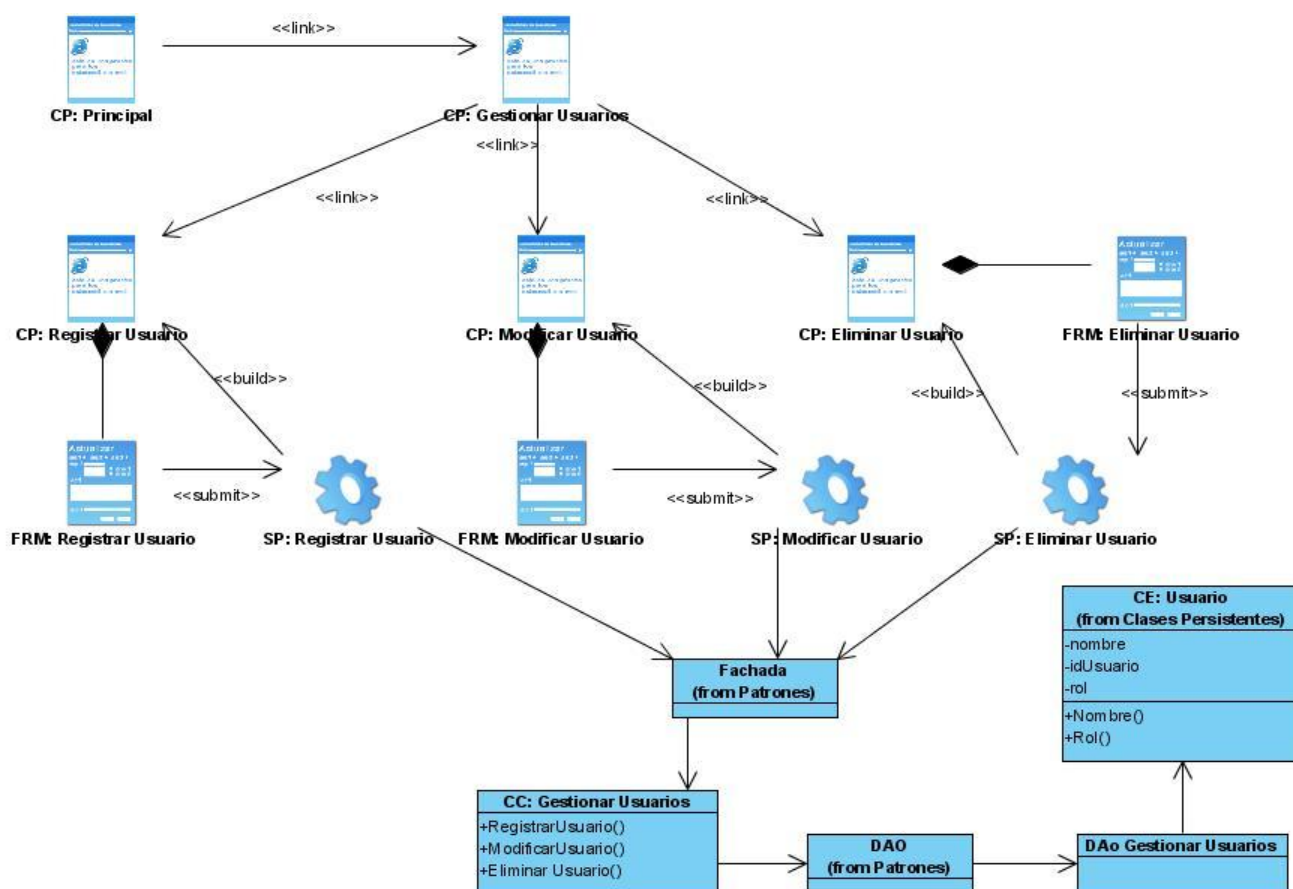 <<link>>
CP: Principal
CP: Gestionar Usuarios
<<link>>
<<link>>
<<link>>
Actualizar
CP: Registrar Usuario
CP: Modificar Usuario
CP: Eliminar Usuario
FRM: Eliminar Usuario
<<build>>
<<build>>
<<build>>
<<submit>>
Actualizar
Actualizar
<<submit>>
<<submit>>
FRM: Registrar Usuario
SP: Registrar Usuario
FRM: Modificar Usuario
SP: Modificar Usuario
SP: Eliminar Usuario
CE: Usuario
(from Clases Persistentes)
-nombre
-idUsuario
-rol
+Nombre()
+Rol()
Fachada
(from Patrones)
CC: Gestionar Usuarios
+RegistrarUsuario()
+ModificarUsuario()
+Eliminar Usuario()
DAO
(from Patrones)
DAo Gestionar Usuarios